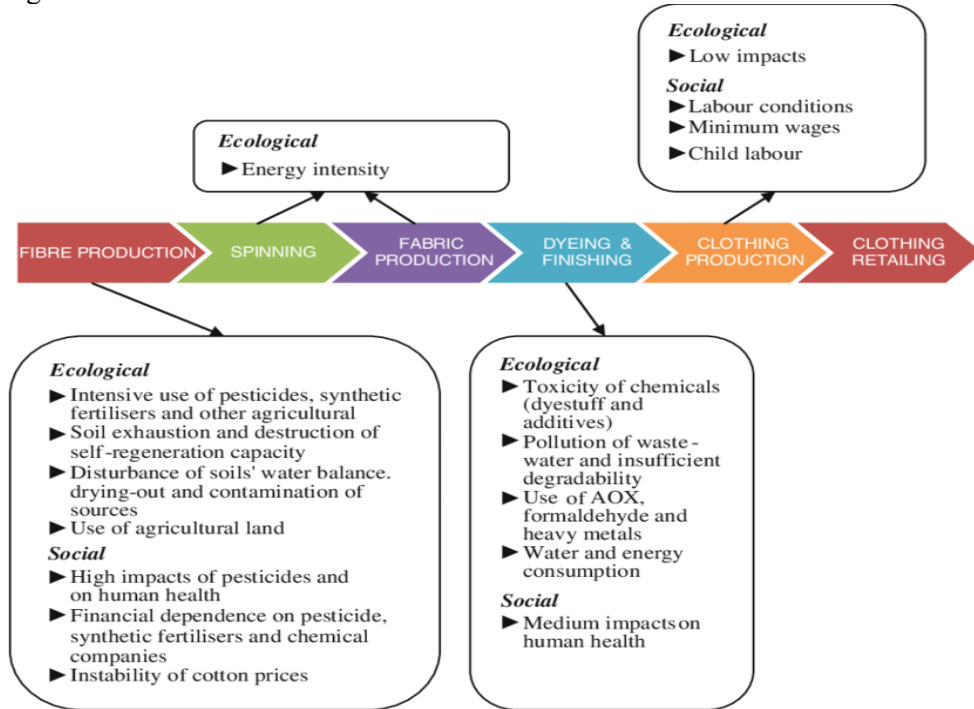 Ecological
► Low impacts
Social
► Labour conditions
► Minimum wages
► Child labour
Ecological
► Energy intensity
FIBRE PRODUCTION
SPINNING
FABRIC
PRODUCTION
DYEING &
FINISHING
CLOTHING
PRODUCTION
CLOTHING
RETAILING
Ecological
► Intensive use of pesticides, synthetic
fertilisers and other agricultural
► Soil exhaustion and destruction of
self-regeneration capacity
► Disturbance of soils' water balance.
drying-out and contamination of
sources
► Use of agricultural land
Social
► High impacts of pesticides and
on human health
► Financial dependence on pesticide,
synthetic fertilisers and chemical
companies
► Instability of cotton prices
Ecological
► Toxicity of chemicals
(dyestuff and
additives)
► Pollution of waste-
water and insufficient
degradability
► Use of AOX,
formaldehyde and
heavy metals
► Water and energy
consumption
Social
► Medium impacts on
human health